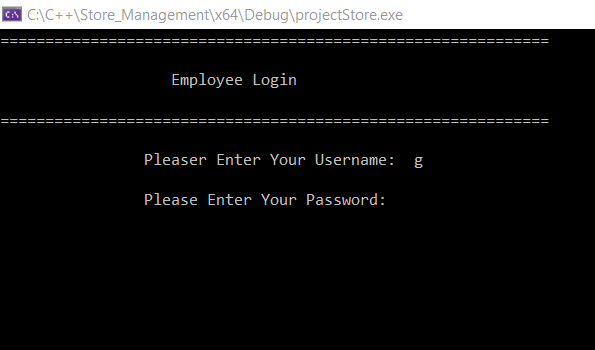 C:\C++\Store_Management\x64\Debug\projectStore.exe
=============================================================
Employee Login
=============================================================
Pleaser Enter Your Username:  g
Please Enter Your Password: